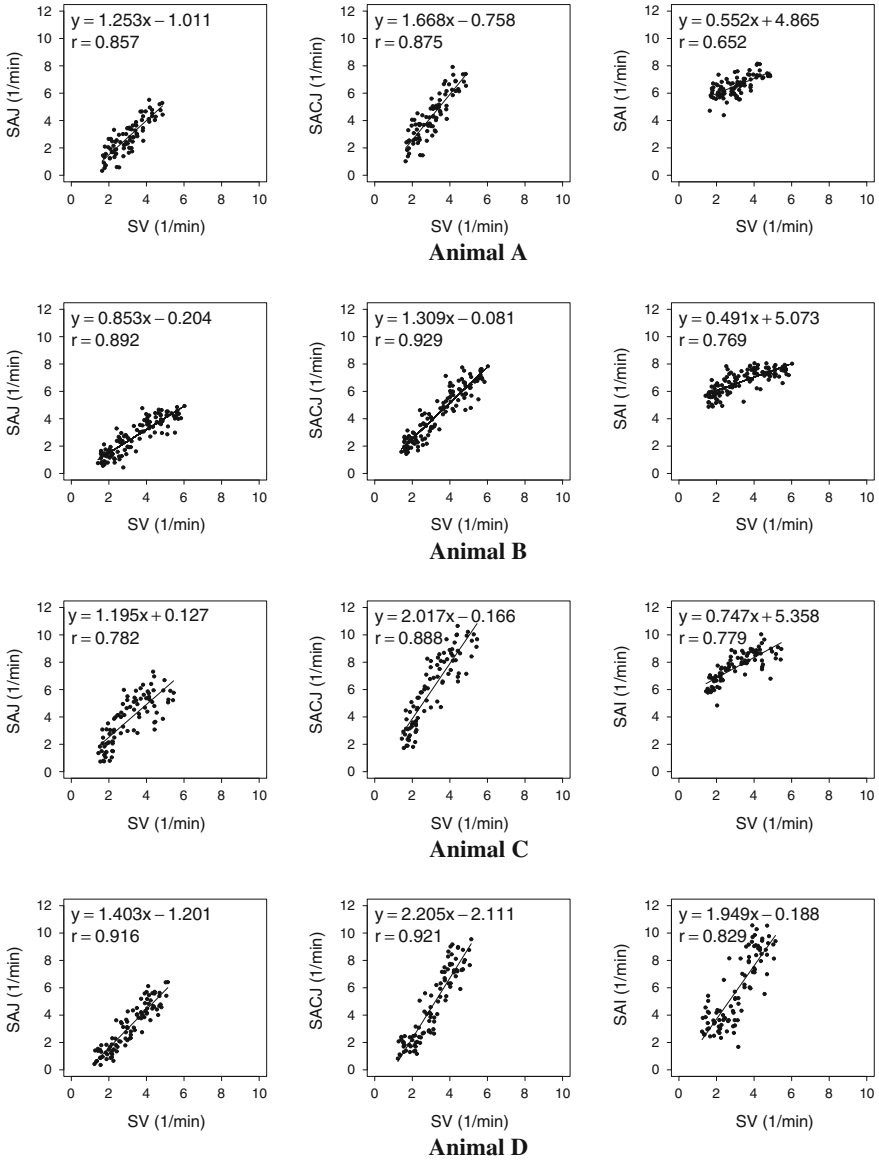 y = 1.253x − 1.011
r = 0.857
SAJ (1/min)
12
10
8
6
4
2
0
0 2 4 6 8 10
SV (1/min)
y = 1.668x − 0.758
r = 0.875
SACJ (1/min)
12
10
8
6
4
2
0
0 2 4 6 8 10
SV (1/min)
y = 0.552x + 4.865
r = 0.652
SAI (1/min)
12
10
8
6
4
2
0
0 2 4 6 8 10
SV (1/min)
Animal A
y = 0.853x − 0.204
r = 0.892
SAJ (1/min)
12
10
8
6
4
2
0
0 2 4 6 8 10
SV (1/min)
y = 1.309x − 0.081
r = 0.929
SACJ (1/min)
12
10
8
6
4
2
0
0 2 4 6 8 10
SV (1/min)
y = 0.491x + 5.073
r = 0.769
SAI (1/min)
12
10
8
6
4
2
0
0 2 4 6 8 10
SV (1/min)
Animal B
y = 1.195x + 0.127
r = 0.782
SAJ (1/min)
12
10
8
6
4
2
0
0 2 4 6 8 10
SV (1/min)
y = 2.017x − 0.166
r = 0.888
SACJ (1/min)
12
10
8
6
4
2
0
0 2 4 6 8 10
SV (1/min)
y = 0.747x + 5.358
r = 0.779
SAI (1/min)
12
10
8
6
4
2
0
0 2 4 6 8 10
SV (1/min)
Animal C
y = 1.403x − 1.201
r = 0.916
SAJ (1/min)
12
10
8
6
4
2
0
0 2 4 6 8 10
SV (1/min)
y = 2.205x − 2.111
r = 0.921
SACJ (1/min)
12
10
8
6
4
2
0
0 2 4 6 8 10
SV (1/min)
y = 1.949x − 0.188
r = 0.829
SAI (1/min)
12
10
8
6
4
2
0
0 2 4 6 8 10
SV (1/min)
Animal D